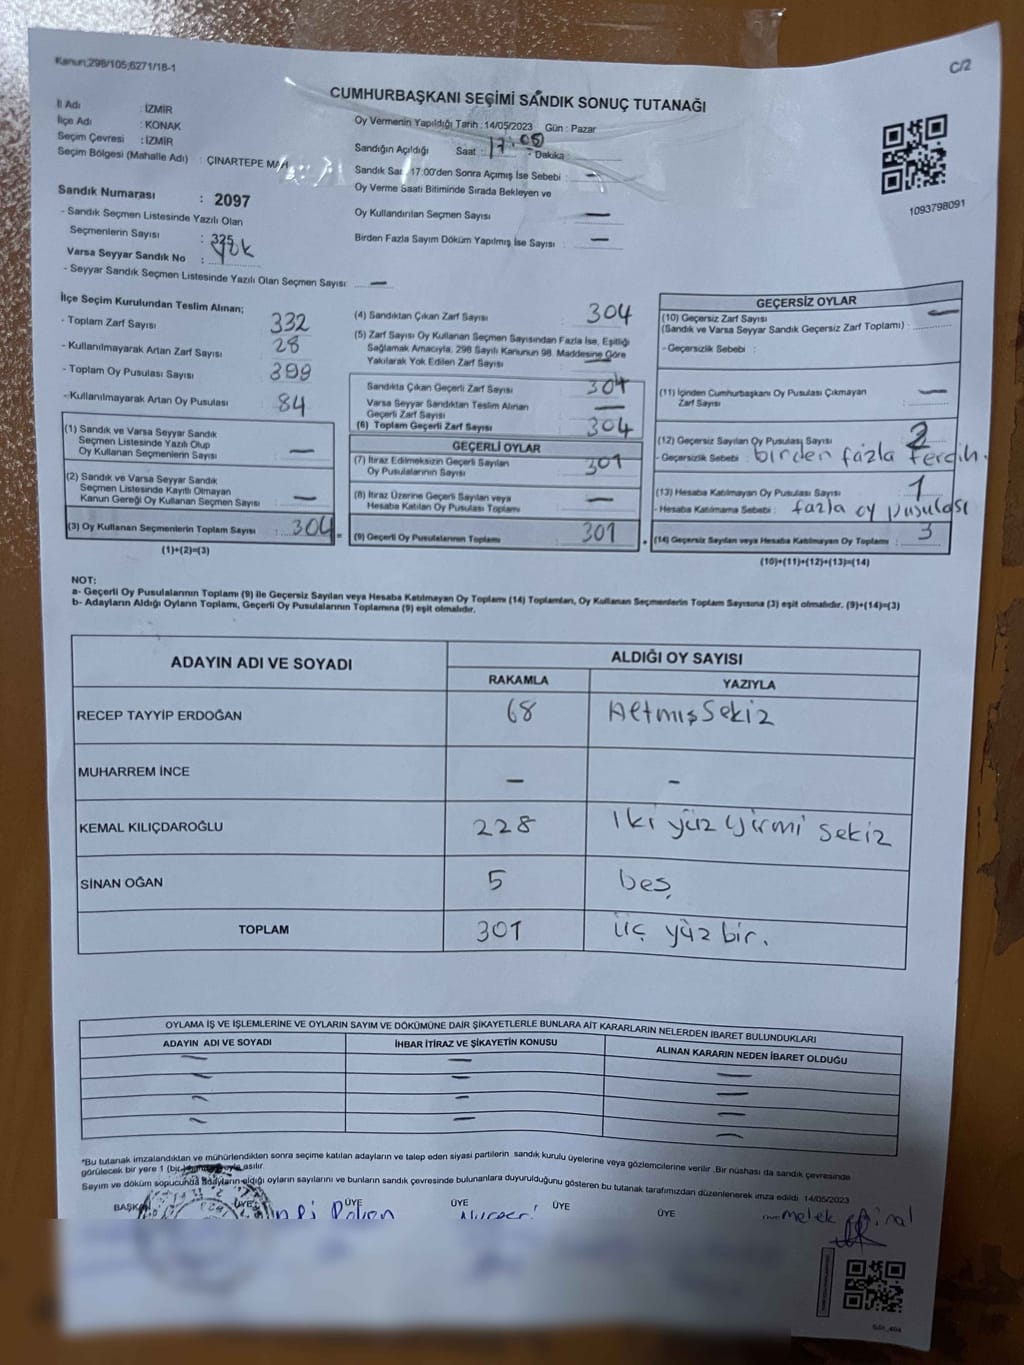 Kanun;298/105;6271/18-1
C/2
CUMHURBAŞKANI SEÇİMİ SANDIK SONUÇ TUTANAĞI
İl Adı : İZMİR
İlçe Adı : KONAK
Seçim Çevresi : İZMİR
Seçim Bölgesi (Mahalle Adı) : ÇINARTEPE MAH
Oy Vermenin Yapıldığı Tarih : 14/05/2023 Gün : Pazar
Sandığın Açıldığı Saat : 17:05 - Dakika
Sandık Saat 17:00'den Sonra Açılmış İse Sebebi : —
Oy Verme Saati Bitiminde Sırada Bekleyen ve
Oy Kullandırılan Seçmen Sayısı —
Birden Fazla Sayım Döküm Yapılmış İse Sayısı : —
1093798091
Sandık Numarası : 2097
- Sandık Seçmen Listesinde Yazılı Olan
Seçmenlerin Sayısı : 325
Varsa Seyyar Sandık No : Yok
- Seyyar Sandık Seçmen Listesinde Yazılı Olan Seçmen Sayısı: —
İlçe Seçim Kurulundan Teslim Alınan;
- Toplam Zarf Sayısı 332
- Kullanılmayarak Artan Zarf Sayısı : 28
- Toplam Oy Pusulası Sayısı 399
- Kullanılmayarak Artan Oy Pusulası : 84
(1) Sandık ve Varsa Seyyar Sandık
Seçmen Listesinde Yazılı Olup
Oy Kullanan Seçmenlerin Sayısı —
(2) Sandık ve Varsa Seyyar Sandık
Seçmen Listesinde Kayıtlı Olmayan
Kanun Gereği Oy Kullanan Seçmen Sayısı : —
(3) Oy Kullanan Seçmenlerin Toplam Sayısı : 304
(1)+(2)=(3)
(4) Sandıktan Çıkan Zarf Sayısı 304
(5) Zarf Sayısı Oy Kullanan Seçmen Sayısından Fazla İse, Eşitliği
Sağlamak Amacıyla, 298 Sayılı Kanunun 98. Maddesine Göre
Yakılarak Yok Edilen Zarf Sayısı
Sandıkta Çıkan Geçerli Zarf Sayısı 304
Varsa Seyyar Sandıktan Teslim Alınan
Geçerli Zarf Sayısı —
(6) Toplam Geçerli Zarf Sayısı 304
GEÇERLİ OYLAR
(7) İtiraz Edilmeksizin Geçerli Sayılan
Oy Pusulalarının Sayısı 301
(8) İtiraz Üzerine Geçerli Sayılan veya
Hesaba Katılan Oy Pusulası Toplamı —
(9) Geçerli Oy Pusulalarının Toplamı 301
GEÇERSİZ OYLAR
(10) Geçersiz Zarf Sayısı —
(Sandık ve Varsa Seyyar Sandık Geçersiz Zarf Toplamı) :
- Geçersizlik Sebebi :
(11) İçinden Cumhurbaşkanı Oy Pusulası Çıkmayan
Zarf Sayısı —
(12) Geçersiz Sayılan Oy Pusulası Sayısı 2
- Geçersizlik Sebebi : birden fazla tercih.
(13) Hesaba Katılmayan Oy Pusulası Sayısı : 1
- Hesaba Katılmama Sebebi : fazla oy pusulası
(14) Geçersiz Sayılan veya Hesaba Katılmayan Oy Toplamı : 3
(10)+(11)+(12)+(13)=(14)
NOT:
a- Geçerli Oy Pusulalarının Toplamı (9) ile Geçersiz Sayılan veya Hesaba Katılmayan Oy Toplamı (14) Toplamları, Oy Kullanan Seçmenlerin Toplam Sayısına (3) eşit olmalıdır. (9)+(14)=(3)
b- Adayların Aldığı Oyların Toplamı, Geçerli Oy Pusulalarının Toplamına (9) eşit olmalıdır.
ADAYIN ADI VE SOYADI
ALDIĞI OY SAYISI
RAKAMLA YAZIYLA
RECEP TAYYİP ERDOĞAN 68 Altmış Sekiz
MUHARREM İNCE — —
KEMAL KILIÇDAROĞLU 228 İki yüz yirmi sekiz
SİNAN OĞAN 5 beş
TOPLAM 301 üç yüz bir.
OYLAMA İŞ VE İŞLEMLERİNE VE OYLARIN SAYIM VE DÖKÜMÜNE DAİR ŞİKAYETLERLE BUNLARA AİT KARARLARIN NELERDEN İBARET BULUNDUKLARI
ADAYIN ADI VE SOYADI İHBAR İTİRAZ VE ŞİKAYETİN KONUSU ALINAN KARARIN NEDEN İBARET OLDUĞU
*Bu tutanak imzalandıktan ve mühürlendikten sonra seçime katılan adayların ve talep eden siyasi partilerin sandık kurulu üyelerine veya gözlemcilerine verilir .Bir nüshası da sandık çevresinde
görülecek bir yere 1 (bir) asılır.
Sayım ve döküm sonucunda adayların aldığı oyların sayılarını ve bunların sandık çevresinde bulunanlara duyurulduğunu gösteren bu tutanak tarafımızdan düzenlenerek imza edildi. 14/05/2023
BAŞKAN ÜYE ÜYE ÜYE ÜYE ÜYE
melek